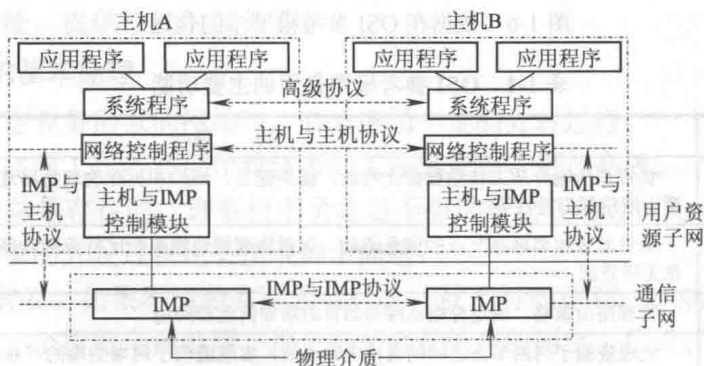 主机A 主机B
应用程序 应用程序 应用程序 应用程序
系统程序 高级协议 系统程序
网络控制程序 主机与主机协议 网络控制程序
IMP与
主机
协议
主机与IMP
控制模块
主机与IMP
控制模块
IMP与
主机
协议
用户资
源子网
IMP IMP与IMP协议 IMP
通信
子网
物理介质